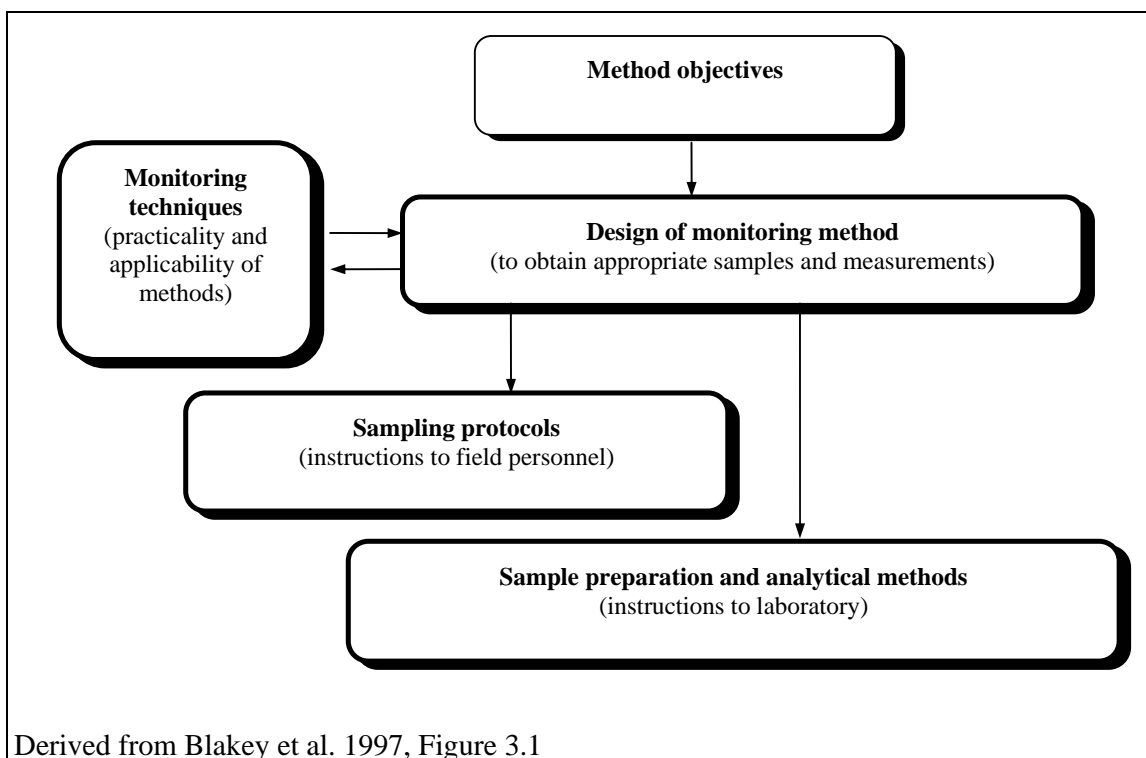 Method objectives
Monitoring
techniques
(practicality and
applicability of
methods)
Design of monitoring method
(to obtain appropriate samples and measurements)
Sampling protocols
(instructions to field personnel)
Sample preparation and analytical methods
(instructions to laboratory)
Derived from Blakey et al. 1997, Figure 3.1